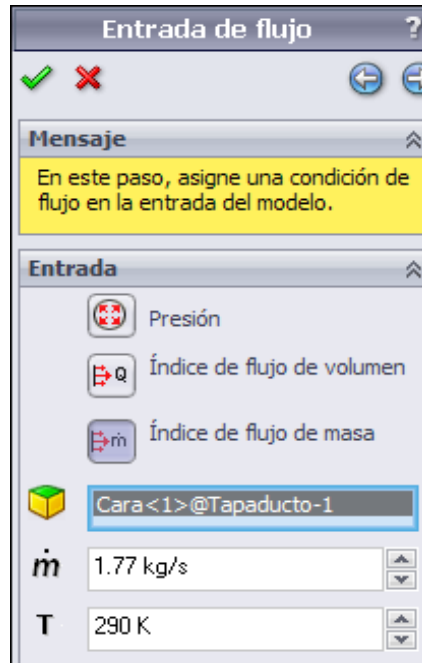 Entrada de flujo ?
Mensaje
En este paso, asigne una condición de
flujo en la entrada del modelo.
Entrada
Presión
Q Índice de flujo de volumen
ṁ Índice de flujo de masa
Cara<1>@Tapaducto-1
ṁ 1.77 kg/s
T 290 K